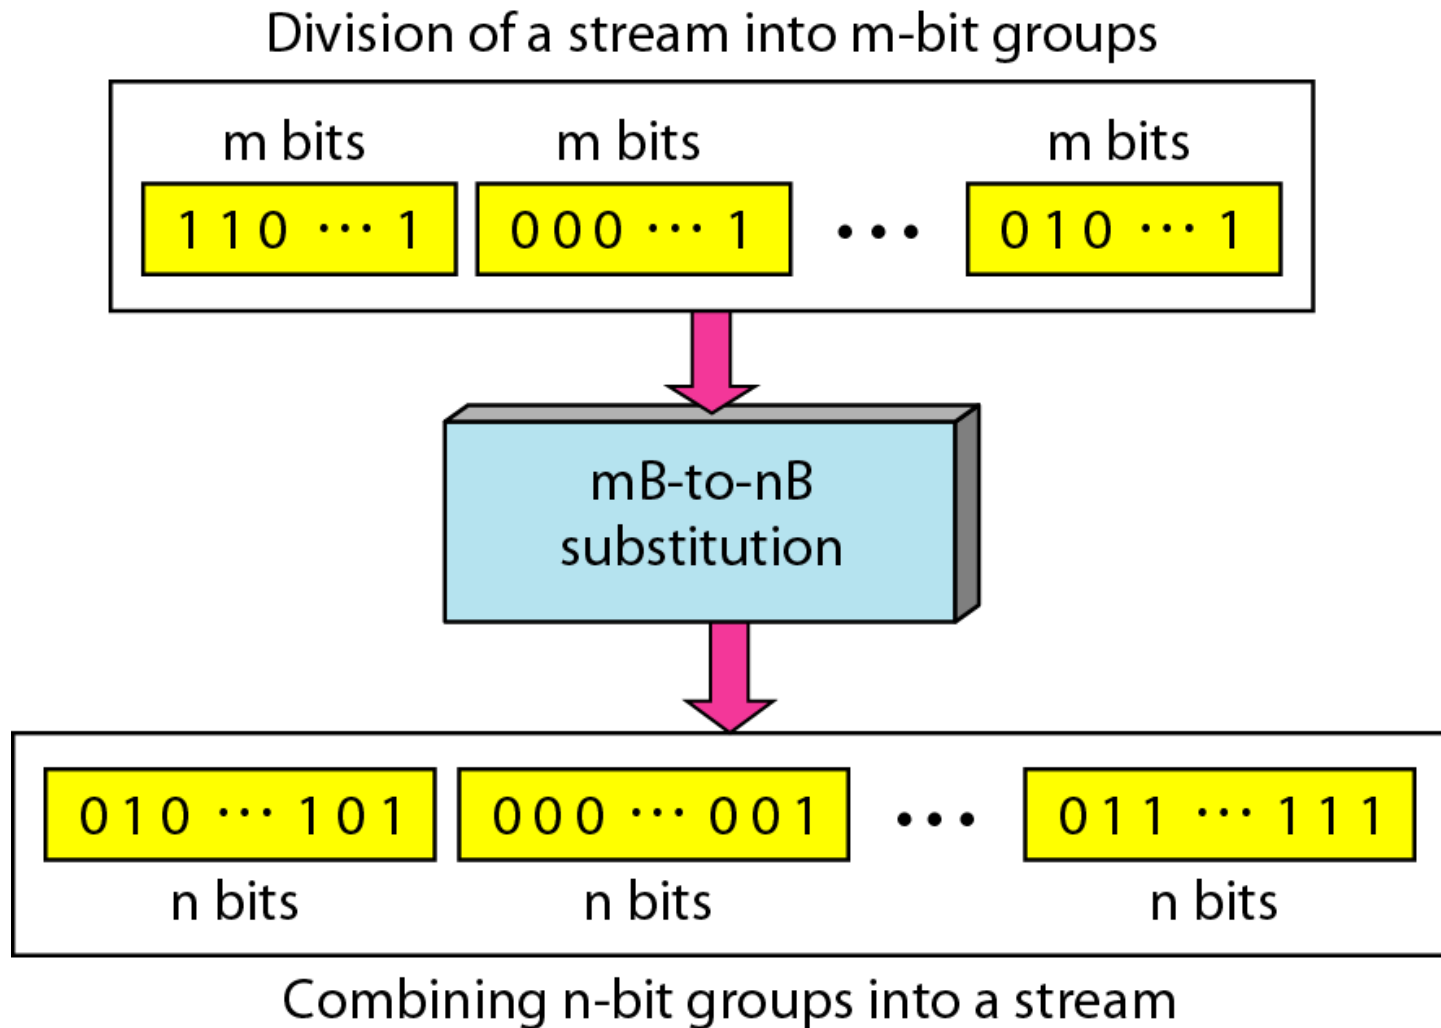 Division of a stream into m-bit groups
m bits m bits m bits
1 1 0 ··· 1 0 0 0 ··· 1 ••• 0 1 0 ··· 1
mB-to-nB
substitution
0 1 0 ··· 1 0 1 0 0 0 ··· 0 0 1 ••• 0 1 1 ··· 1 1 1
n bits n bits n bits
Combining n-bit groups into a stream